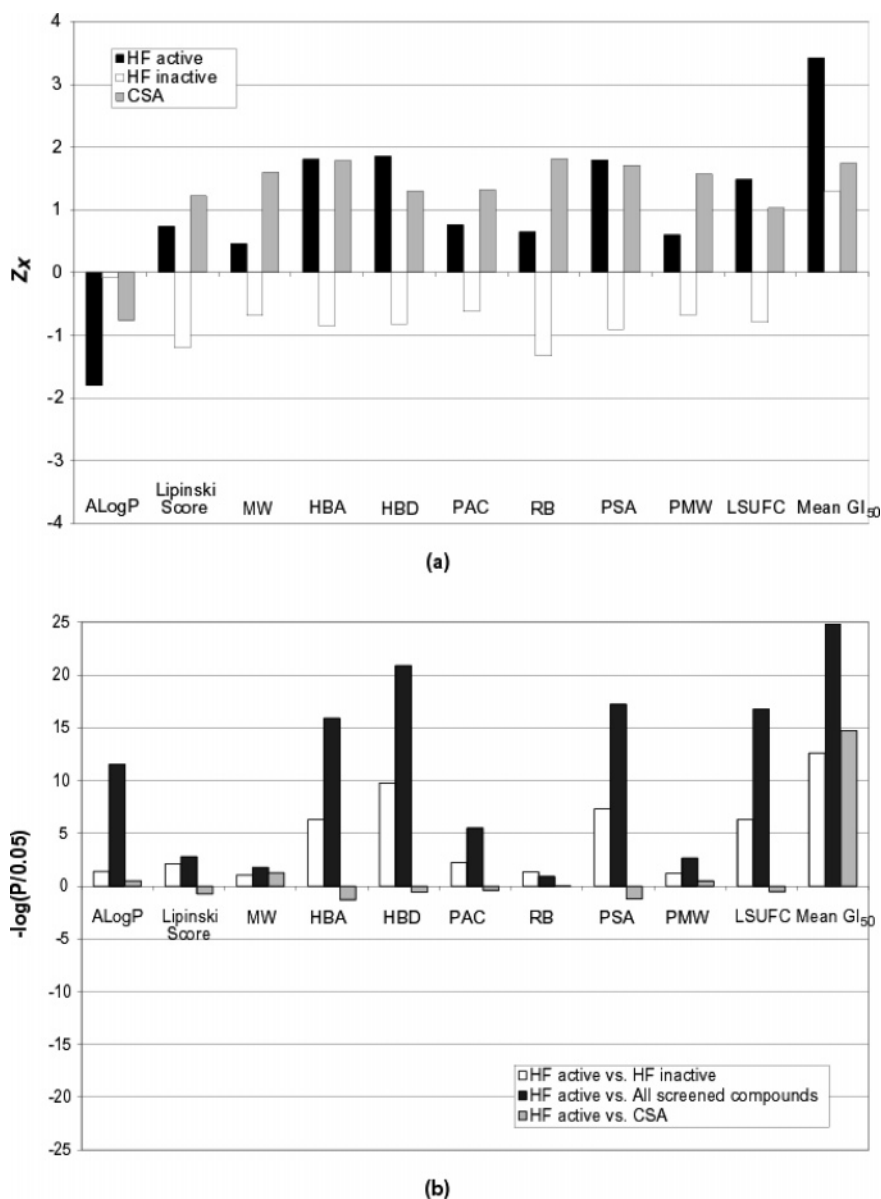 4
HF active
HF inactive
CSA
3
2
1
0
-1
-2
-3
-4
Zx
ALogP
Lipinski
Score
MW
HBA
HBD
PAC
RB
PSA
PMW
LSUFC
Mean GI50
(a)
25
20
15
10
5
0
-5
-10
-15
-20
-25
-log(P/0.05)
ALogP
Lipinski
Score
MW
HBA
HBD
PAC
RB
PSA
PMW
LSUFC
Mean GI50
HF active vs. HF inactive
HF active vs. All screened compounds
HF active vs. CSA
(b)